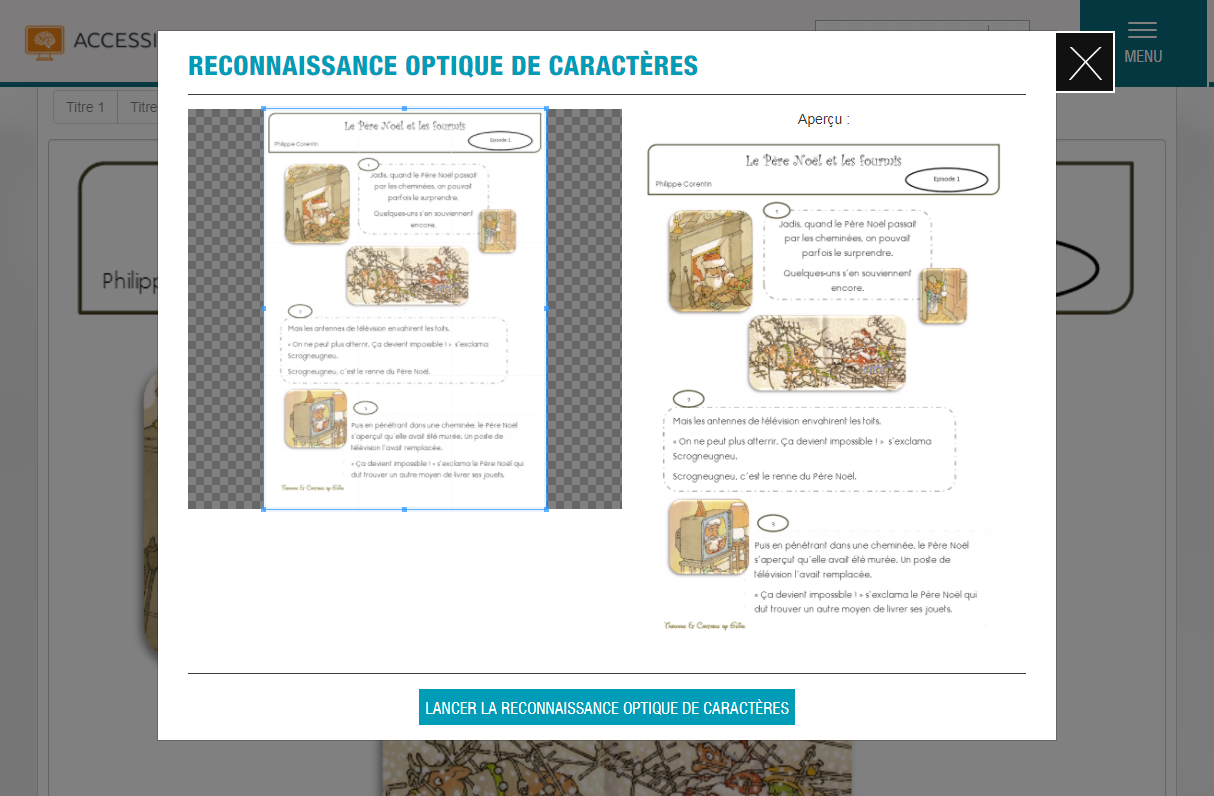 ACCESSI
MENU
Titre 1
Titre
Philipp
RECONNAISSANCE OPTIQUE DE CARACTÈRES
Le Père Noël et les fourmis
Philippe Corentin
Episode 1
1
Jadis, quand le Père Noël passait
par les cheminées, on pouvait
parfois le surprendre.
Quelques-uns s'en souviennent
encore.
2
Mais les antennes de télévision envahirent les toits.
« On ne peut plus atterrir. Ça devient impossible ! » s'exclama
Scrogneugneu.
Scrogneugneu, c'est le renne du Père Noël.
3
Puis en pénétrant dans une cheminée, le Père Noël
s'aperçut qu'elle avait été murée. Un poste de
télévision l'avait remplacée.
« Ça devient impossible ! » s'exclama le Père Noël qui
dut trouver un autre moyen de livrer ses jouets.
Aperçu :
Le Père Noël et les fourmis
Philippe Corentin
Episode 1
1
Jadis, quand le Père Noël passait
par les cheminées, on pouvait
parfois le surprendre.
Quelques-uns s'en souviennent
encore.
2
Mais les antennes de télévision envahirent les toits.
« On ne peut plus atterrir. Ça devient impossible ! » s'exclama
Scrogneugneu.
Scrogneugneu, c'est le renne du Père Noël.
3
Puis en pénétrant dans une cheminée, le Père Noël
s'aperçut qu'elle avait été murée. Un poste de
télévision l'avait remplacée.
« Ça devient impossible ! » s'exclama le Père Noël qui
dut trouver un autre moyen de livrer ses jouets.
LANCER LA RECONNAISSANCE OPTIQUE DE CARACTÈRES